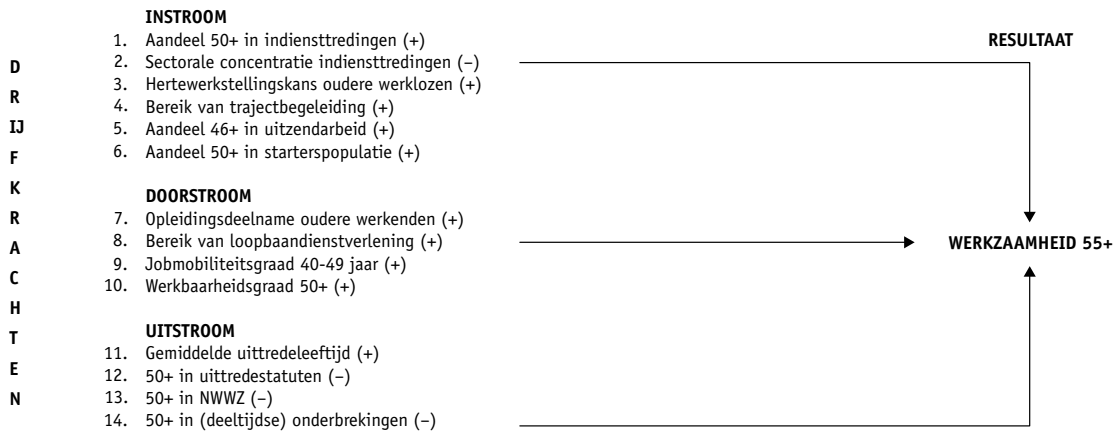 INSTROOM
1. Aandeel 50+ in indiensttredingen (+)
2. Sectorale concentratie indiensttredingen (–)
3. Hertewerkstellingskans oudere werklozen (+)
4. Bereik van trajectbegeleiding (+)
5. Aandeel 46+ in uitzendarbeid (+)
6. Aandeel 50+ in starterspopulatie (+)
DOORSTROOM
7. Opleidingsdeelname oudere werkenden (+)
8. Bereik van loopbaandienstverlening (+)
9. Jobmobiliteitsgraad 40-49 jaar (+)
10. Werkbaarheidsgraad 50+ (+)
UITSTROOM
11. Gemiddelde uittredeleeftijd (+)
12. 50+ in uittredestatuten (–)
13. 50+ in NWWZ (–)
14. 50+ in (deeltijdse) onderbrekingen (–)
D
R
IJ
F
K
R
A
C
H
T
E
N
RESULTAAT
WERKZAAMHEID 55+